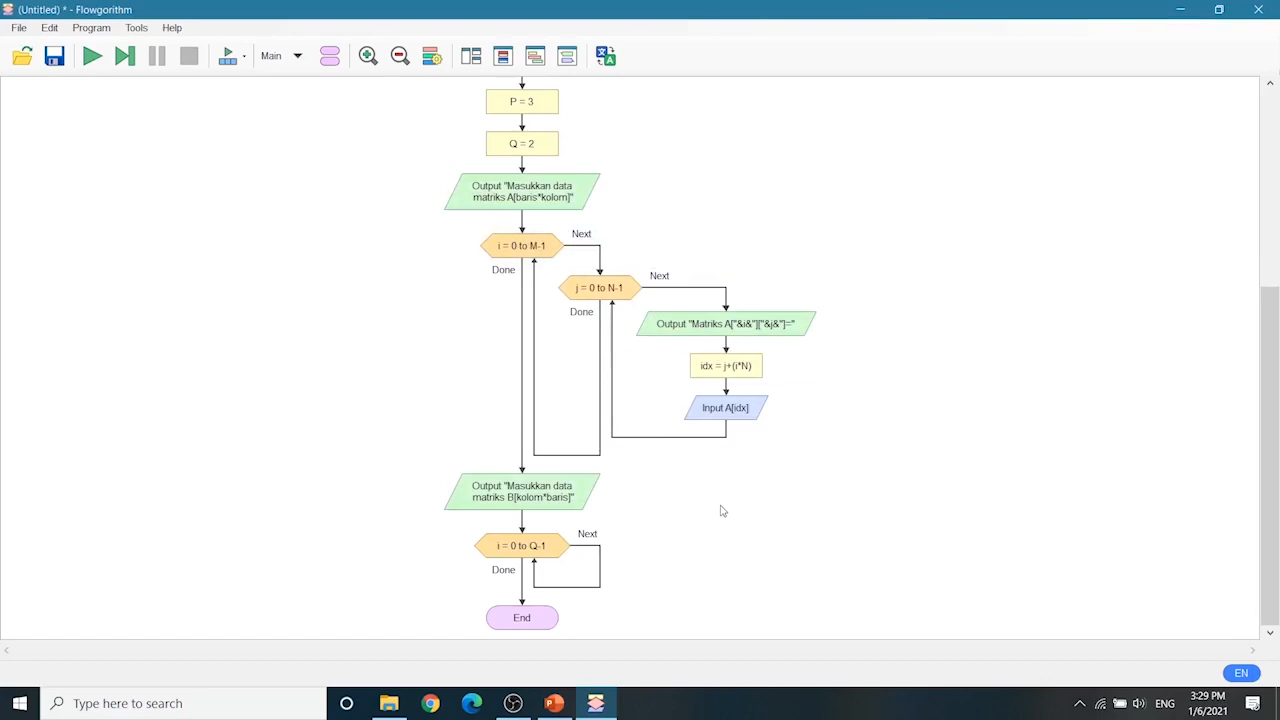 (Untitled) * - Flowgorithm
File Edit Program Tools Help
Main
P = 3
Q = 2
Output "Masukkan data
matriks A[baris*kolom]"
i = 0 to M-1
Next
Done
j = 0 to N-1
Next
Done
Output "Matriks A["&i&"]["&j&"]="
idx = j+(i*N)
Input A[idx]
Output "Masukkan data
matriks B[kolom*baris]"
i = 0 to Q-1
Next
Done
End
EN
Type here to search
ENG
3:29 PM
1/6/2021